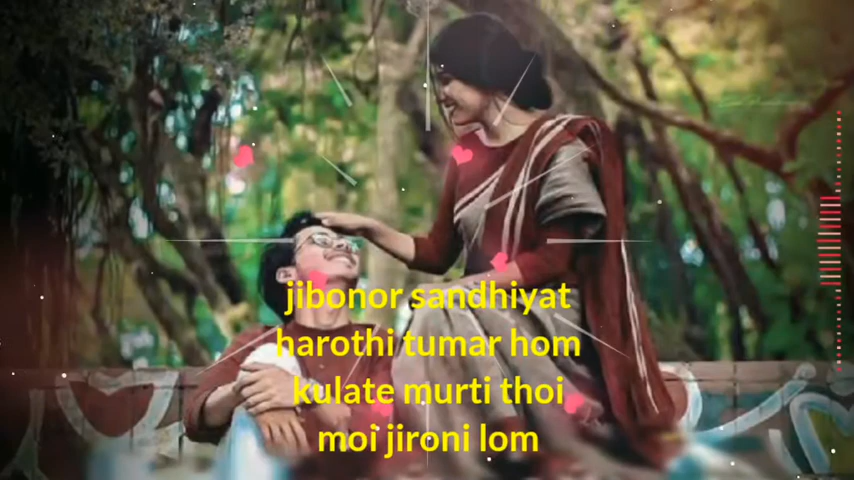 jibonor sandhiyat
harothi tumar hom
kulate murti thoi
moi jironi lom